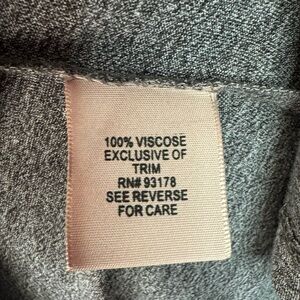 100% VISCOSE
EXCLUSIVE OF
TRIM
RN# 93178
SEE REVERSE
FOR CARE